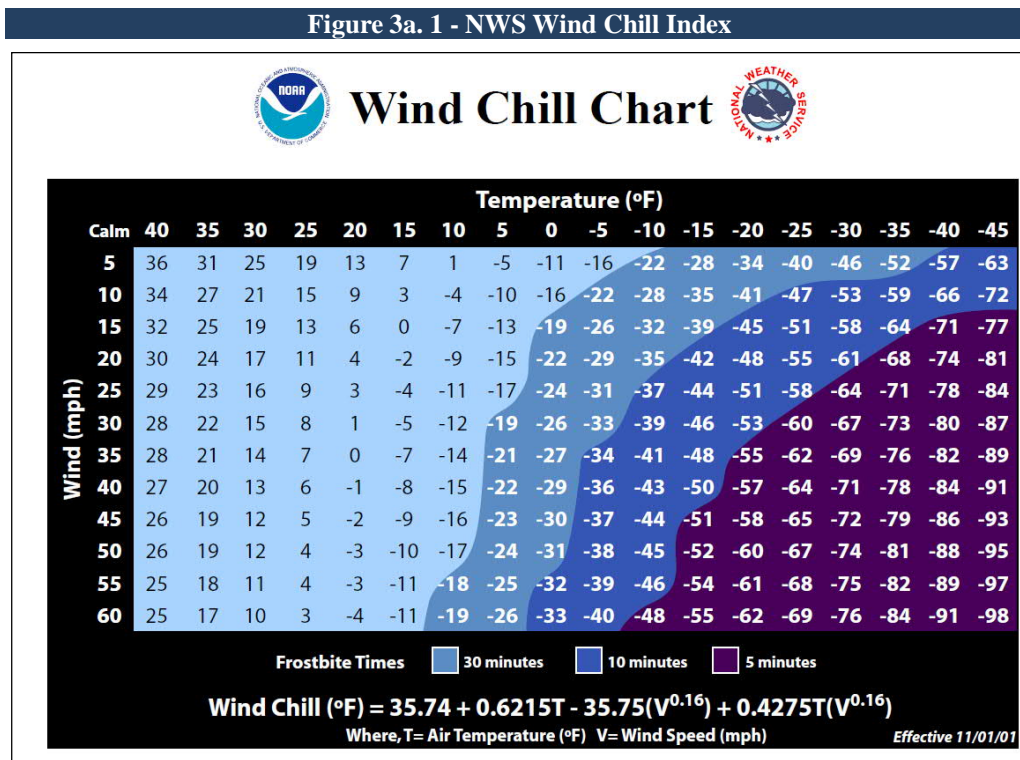 Figure 3a. 1 - NWS Wind Chill Index
NATIONAL OCEANIC AND ATMOSPHERIC ADMINISTRATION
NOAA
U.S. DEPARTMENT OF COMMERCE
Wind Chill Chart
NATIONAL WEATHER SERVICE
Temperature (ºF)
Calm 40 35 30 25 20 15 10 5 0 -5 -10 -15 -20 -25 -30 -35 -40 -45
Wind (mph)
5 36 31 25 19 13 7 1 -5 -11 -16 -22 -28 -34 -40 -46 -52 -57 -63
10 34 27 21 15 9 3 -4 -10 -16 -22 -28 -35 -41 -47 -53 -59 -66 -72
15 32 25 19 13 6 0 -7 -13 -19 -26 -32 -39 -45 -51 -58 -64 -71 -77
20 30 24 17 11 4 -2 -9 -15 -22 -29 -35 -42 -48 -55 -61 -68 -74 -81
25 29 23 16 9 3 -4 -11 -17 -24 -31 -37 -44 -51 -58 -64 -71 -78 -84
30 28 22 15 8 1 -5 -12 -19 -26 -33 -39 -46 -53 -60 -67 -73 -80 -87
35 28 21 14 7 0 -7 -14 -21 -27 -34 -41 -48 -55 -62 -69 -76 -82 -89
40 27 20 13 6 -1 -8 -15 -22 -29 -36 -43 -50 -57 -64 -71 -78 -84 -91
45 26 19 12 5 -2 -9 -16 -23 -30 -37 -44 -51 -58 -65 -72 -79 -86 -93
50 26 19 12 4 -3 -10 -17 -24 -31 -38 -45 -52 -60 -67 -74 -81 -88 -95
55 25 18 11 4 -3 -11 -18 -25 -32 -39 -46 -54 -61 -68 -75 -82 -89 -97
60 25 17 10 3 -4 -11 -19 -26 -33 -40 -48 -55 -62 -69 -76 -84 -91 -98
Frostbite Times 30 minutes 10 minutes 5 minutes
Wind Chill (ºF) = 35.74 + 0.6215T - 35.75(V0.16) + 0.4275T(V0.16)
Where, T= Air Temperature (ºF) V= Wind Speed (mph) Effective 11/01/01